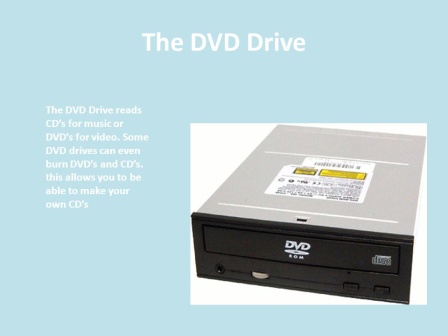 The DVD Drive
The DVD Drive reads
CD's for music or
DVD's for video. Some
DVD drives can even
burn DVD's and CD's.
this allows you to be
able to make your
own CD's
DVD
ROM